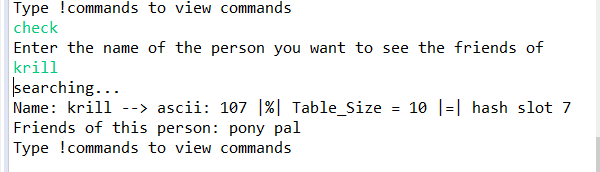 Type !commands to view commands
check
Enter the name of the person you want to see the friends of
krill
searching...
Name: krill --> ascii: 107 |%| Table_Size = 10 |=| hash slot 7
Friends of this person: pony pal
Type !commands to view commands